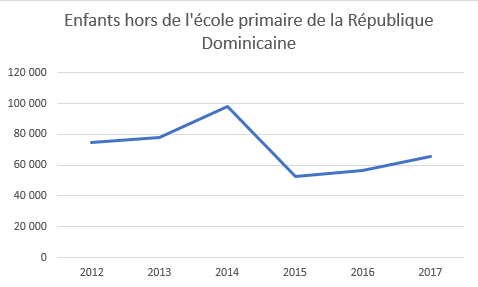 Enfants hors de l'école primaire de la République
Dominicaine
120 000
100 000
80 000
60 000
40 000
20 000
0
2012 2013 2014 2015 2016 2017